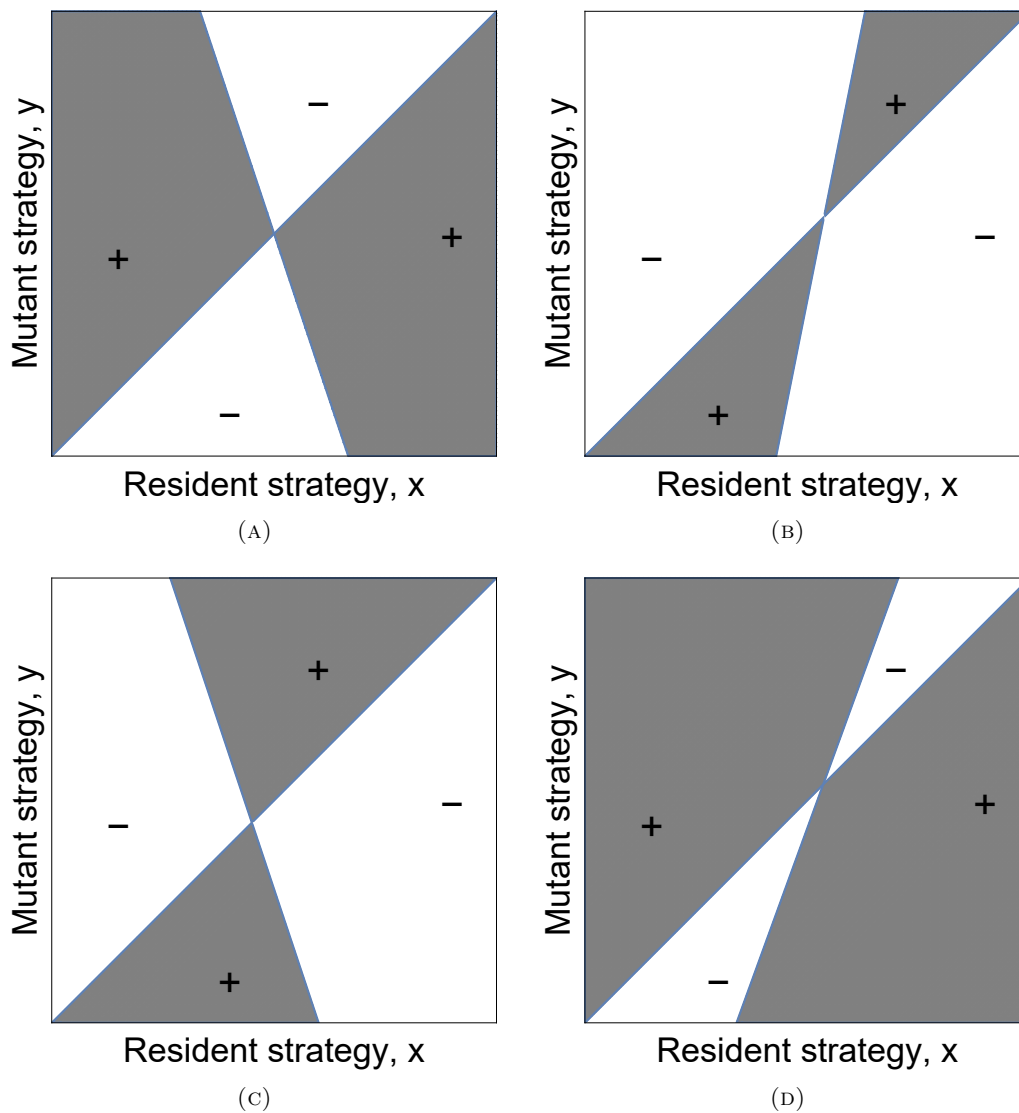 Mutant strategy, y
−
+
+
−
Resident strategy, x
(A)
Mutant strategy, y
+
−
−
+
Resident strategy, x
(B)
Mutant strategy, y
+
−
−
+
Resident strategy, x
(C)
Mutant strategy, y
−
+
+
−
Resident strategy, x
(D)